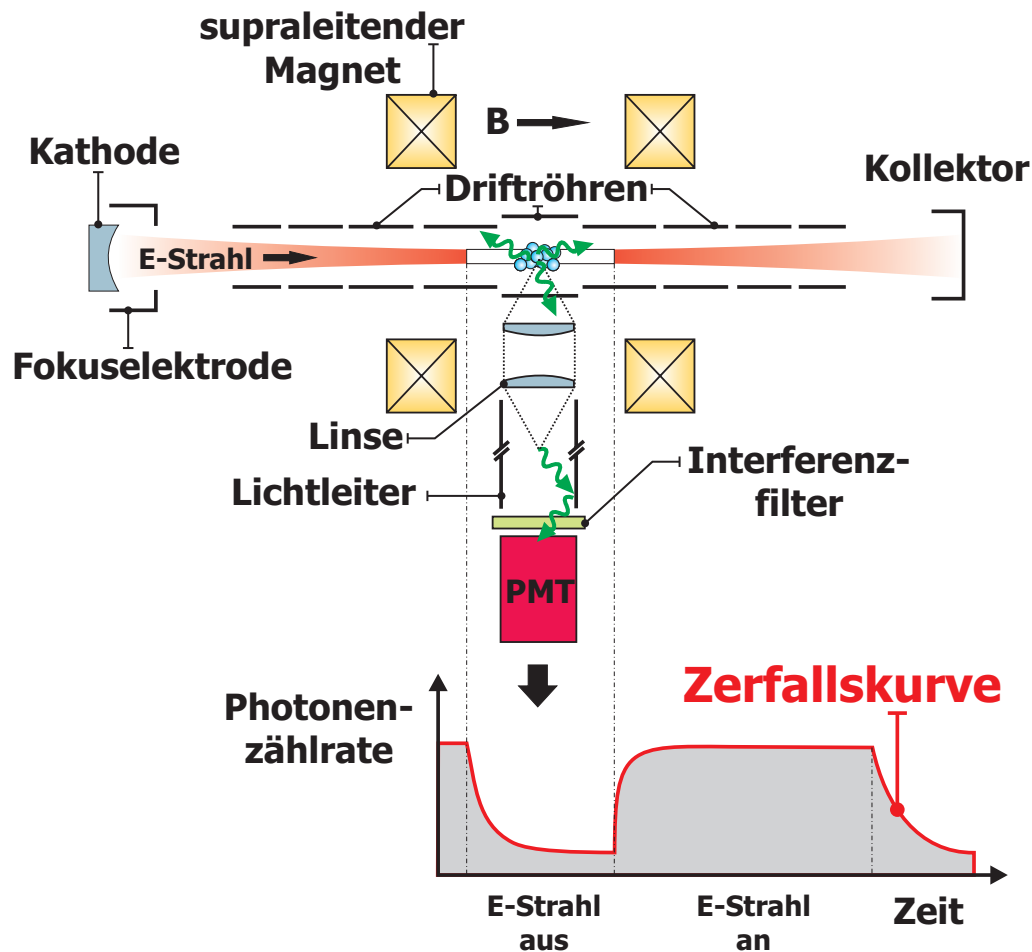 supraleitender
Magnet
B
Kathode
Driftröhren
Kollektor
E-Strahl
Fokuselektrode
Linse
Lichtleiter
Interferenz-
filter
PMT
Photonen-
zählrate
Zerfallskurve
E-Strahl
aus
E-Strahl
an
Zeit